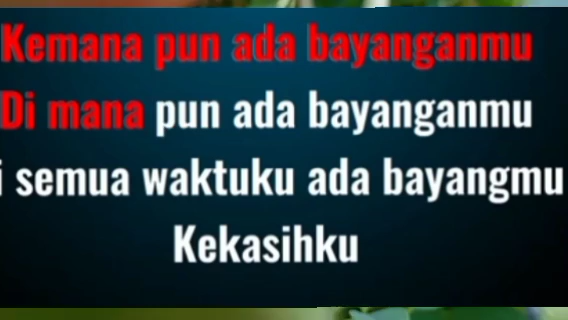 Kemana pun ada bayanganmu
Di mana pun ada bayanganmu
i semua waktuku ada bayangmu
Kekasihku